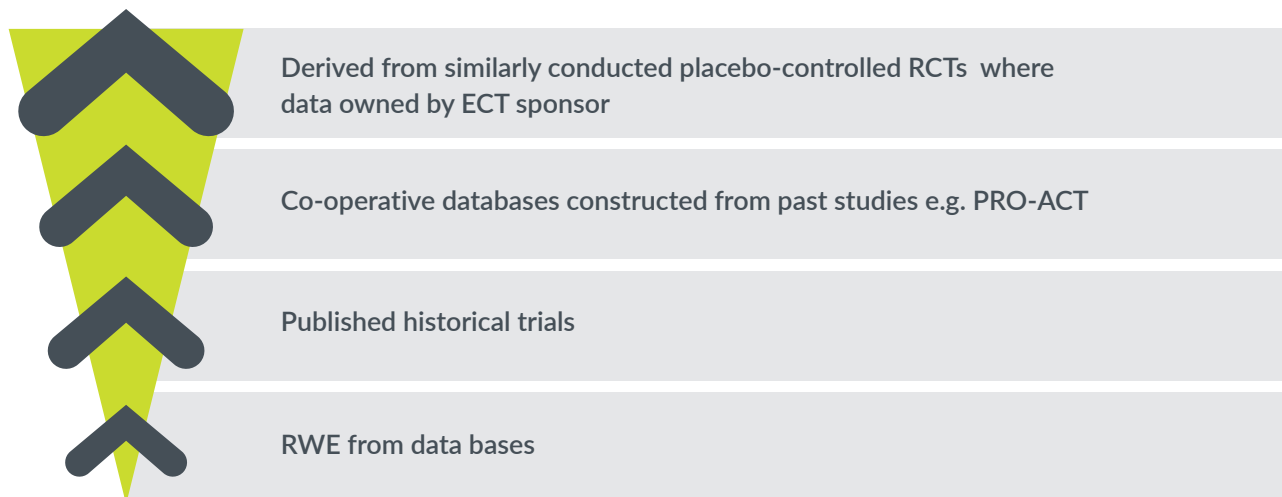 Derived from similarly conducted placebo-controlled RCTs  where
data owned by ECT sponsor
Co-operative databases constructed from past studies e.g. PRO-ACT
Published historical trials
RWE from data bases